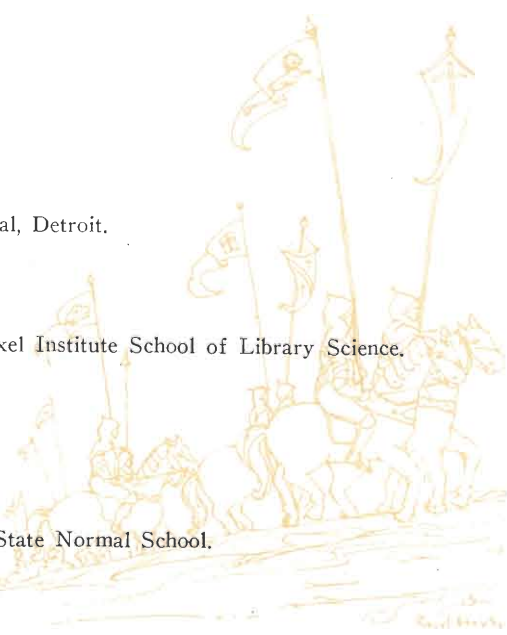 al, Detroit.
xel Institute School of Library Science.
State Normal School.